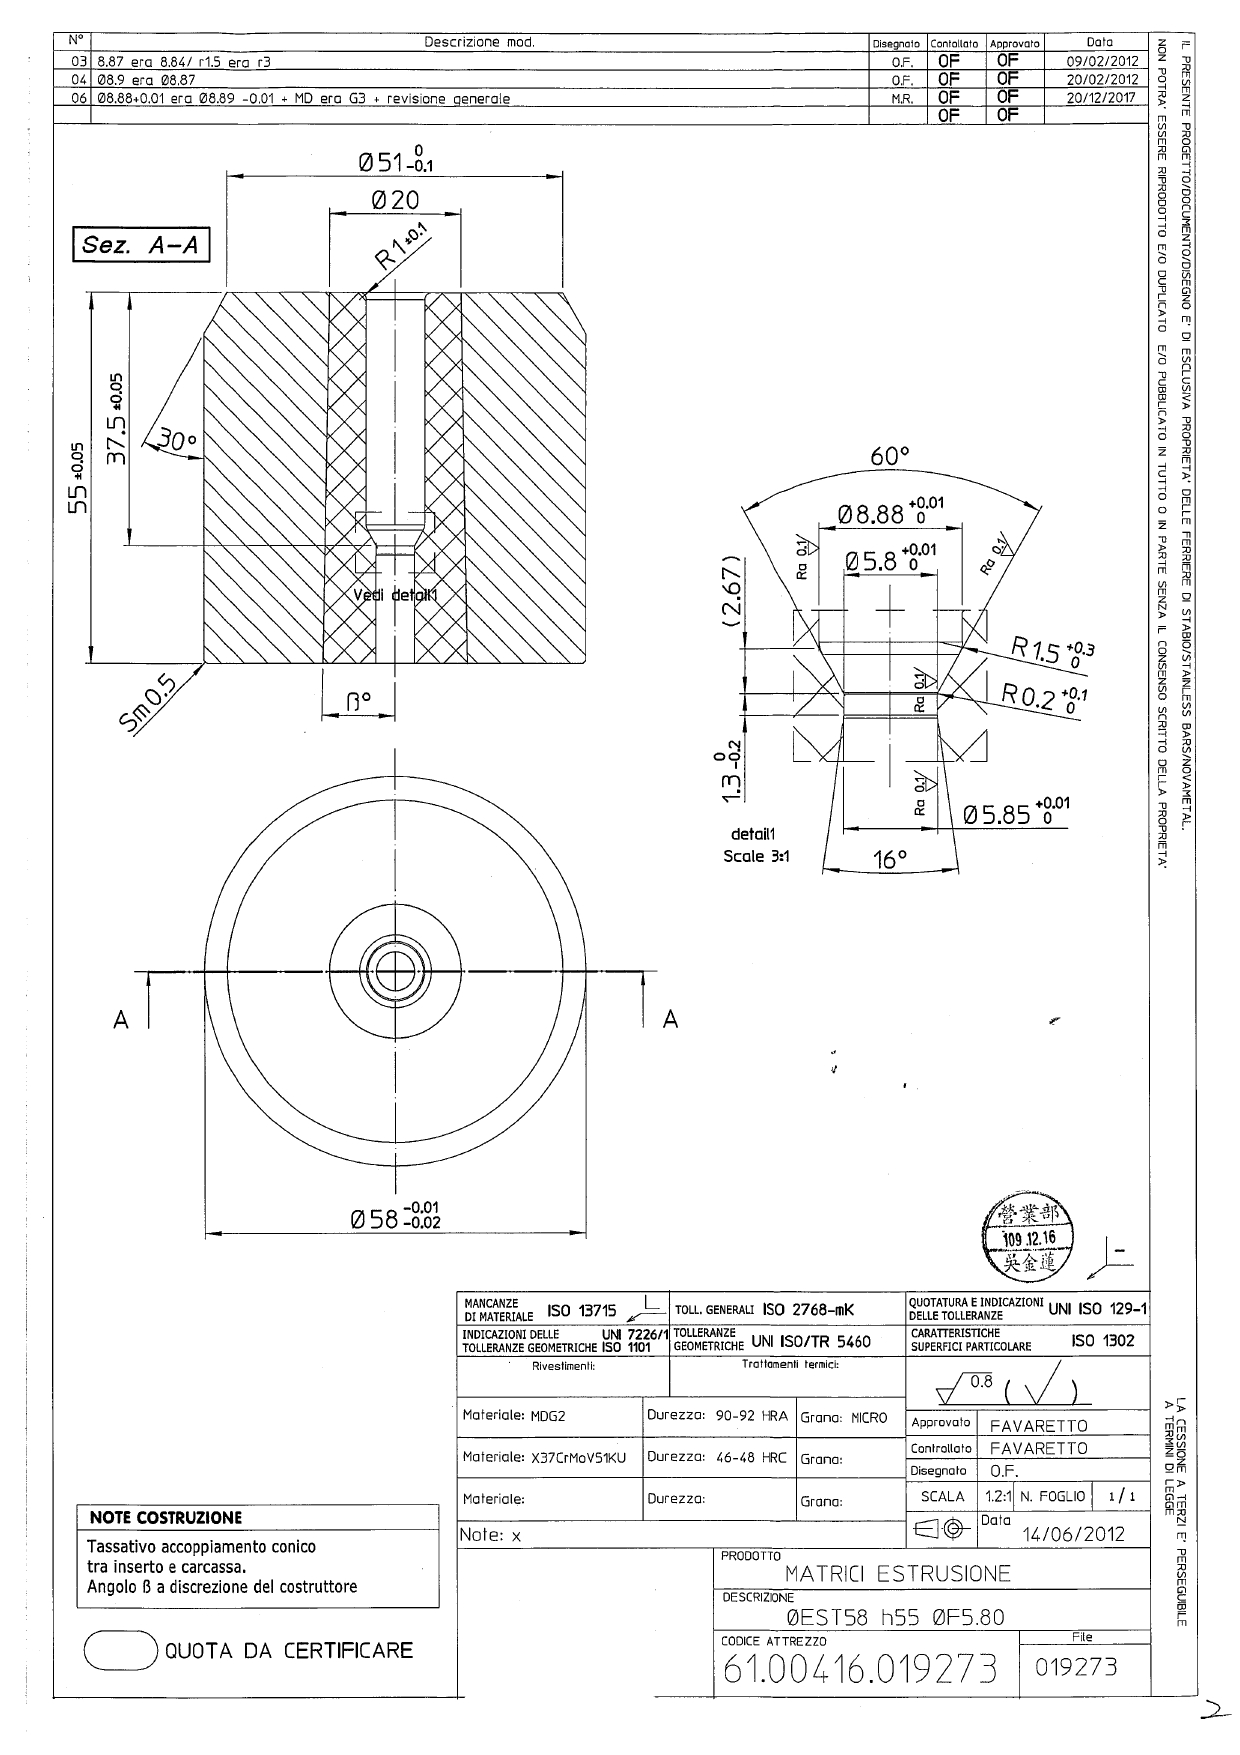 N° Descrizione mod. Disegnato Contollato Approvato Data
03 8.87 era 8.84/ r1.5 era r3 O.F. OF OF 09/02/2012
04 Ø8.9 era Ø8.87 O.F. OF OF 20/02/2012
06 Ø8.88+0.01 era Ø8.89 -0.01 + MD era G3 + revisione generale M.R. OF OF 20/12/2017
OF OF
IL PRESENTE PROGETTO/DOCUMENTO/DISEGNO E' DI ESCLUSIVA PROPRIETA' DELLE FERRIERE DI STABIO/STAINLESS BARS/NOVAMETAL.
NON POTRA' ESSERE RIPRODOTTO E/O DUPLICATO E/O PUBBLICATO IN TUTTO O IN PARTE SENZA IL CONSENSO SCRITTO DELLA PROPRIETA'
Ø51 0 -0.1
Ø20
R1±0.1
Sez. A-A
55±0.05
37.5±0.05
30°
Vedi detail1
Sm0.5
ß°
60°
Ø8.88 +0.01 0
Ø5.8 +0.01 0
Ra 0.1
Ra 0.1
(2.67)
R1.5 +0.3 0
Ra 0.1
R0.2 +0.1 0
1.3 0 -0.2
Ra 0.1
Ø5.85 +0.01 0
detail1
Scale 3:1
16°
A A
Ø58 -0.01 -0.02
營業部
109.12.16
吳金蓮
MANCANZE DI MATERIALE ISO 13715
TOLL. GENERALI ISO 2768-mK
QUOTATURA E INDICAZIONI DELLE TOLLERANZE UNI ISO 129-1
INDICAZIONI DELLE TOLLERANZE GEOMETRICHE UNI 7226/1 ISO 1101
TOLLERANZE GEOMETRICHE UNI ISO/TR 5460
CARATTERISTICHE SUPERFICI PARTICOLARE ISO 1302
Rivestimenti: Trattamenti termici:
0.8 ( )
Materiale: MDG2 Durezza: 90-92 HRA Grana: MICRO
Approvato FAVARETTO
Controllato FAVARETTO
Materiale: X37CrMoV51KU Durezza: 46-48 HRC Grana:
Disegnato O.F.
Materiale: Durezza: Grana:
SCALA 1.2:1 N. FOGLIO 1/1
Note: x
Data 14/06/2012
PRODOTTO
MATRICI ESTRUSIONE
DESCRIZIONE
ØEST58 h55 ØF5.80
CODICE ATTREZZO
61.00416.019273
File
019273
NOTE COSTRUZIONE
Tassativo accoppiamento conico
tra inserto e carcassa.
Angolo ß a discrezione del costruttore
QUOTA DA CERTIFICARE
LA CESSIONE A TERZI E' PERSEGUIBILE
A TERMINI DI LEGGE
2